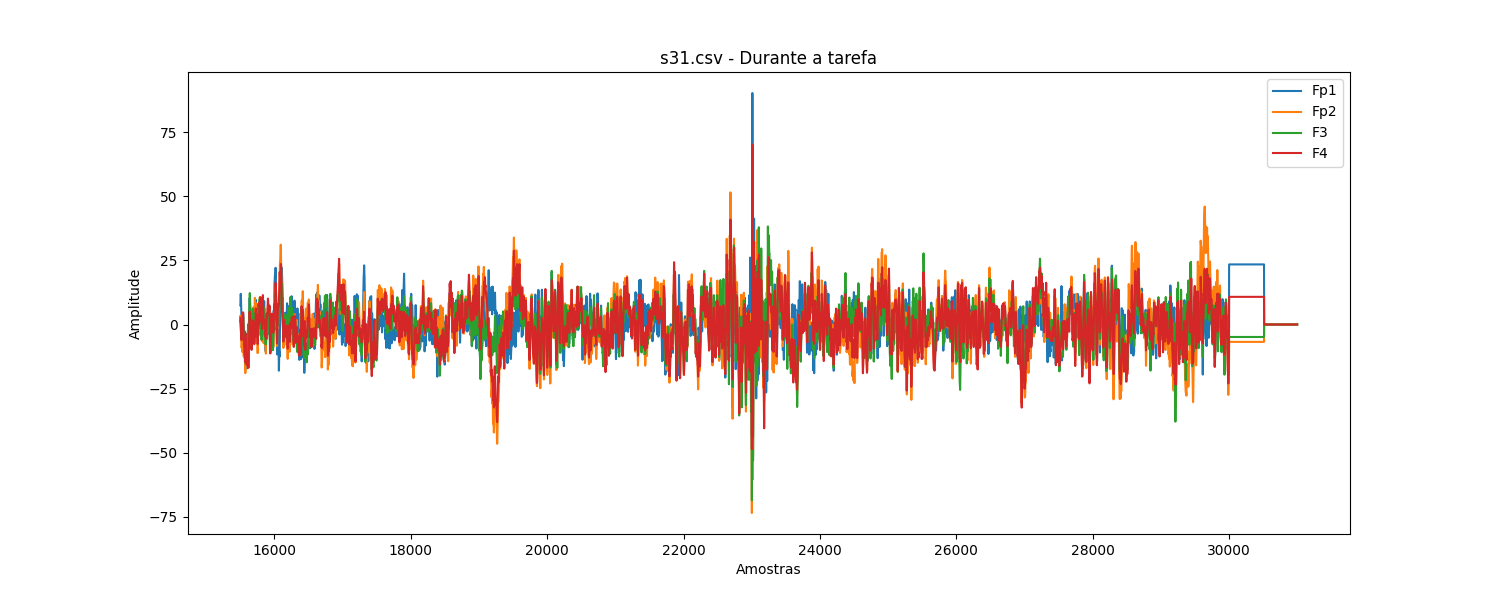 s31.csv - Durante a tarefa
Fp1
Fp2
F3
F4
75
50
25
0
−25
−50
−75
Amplitude
16000 18000 20000 22000 24000 26000 28000 30000
Amostras